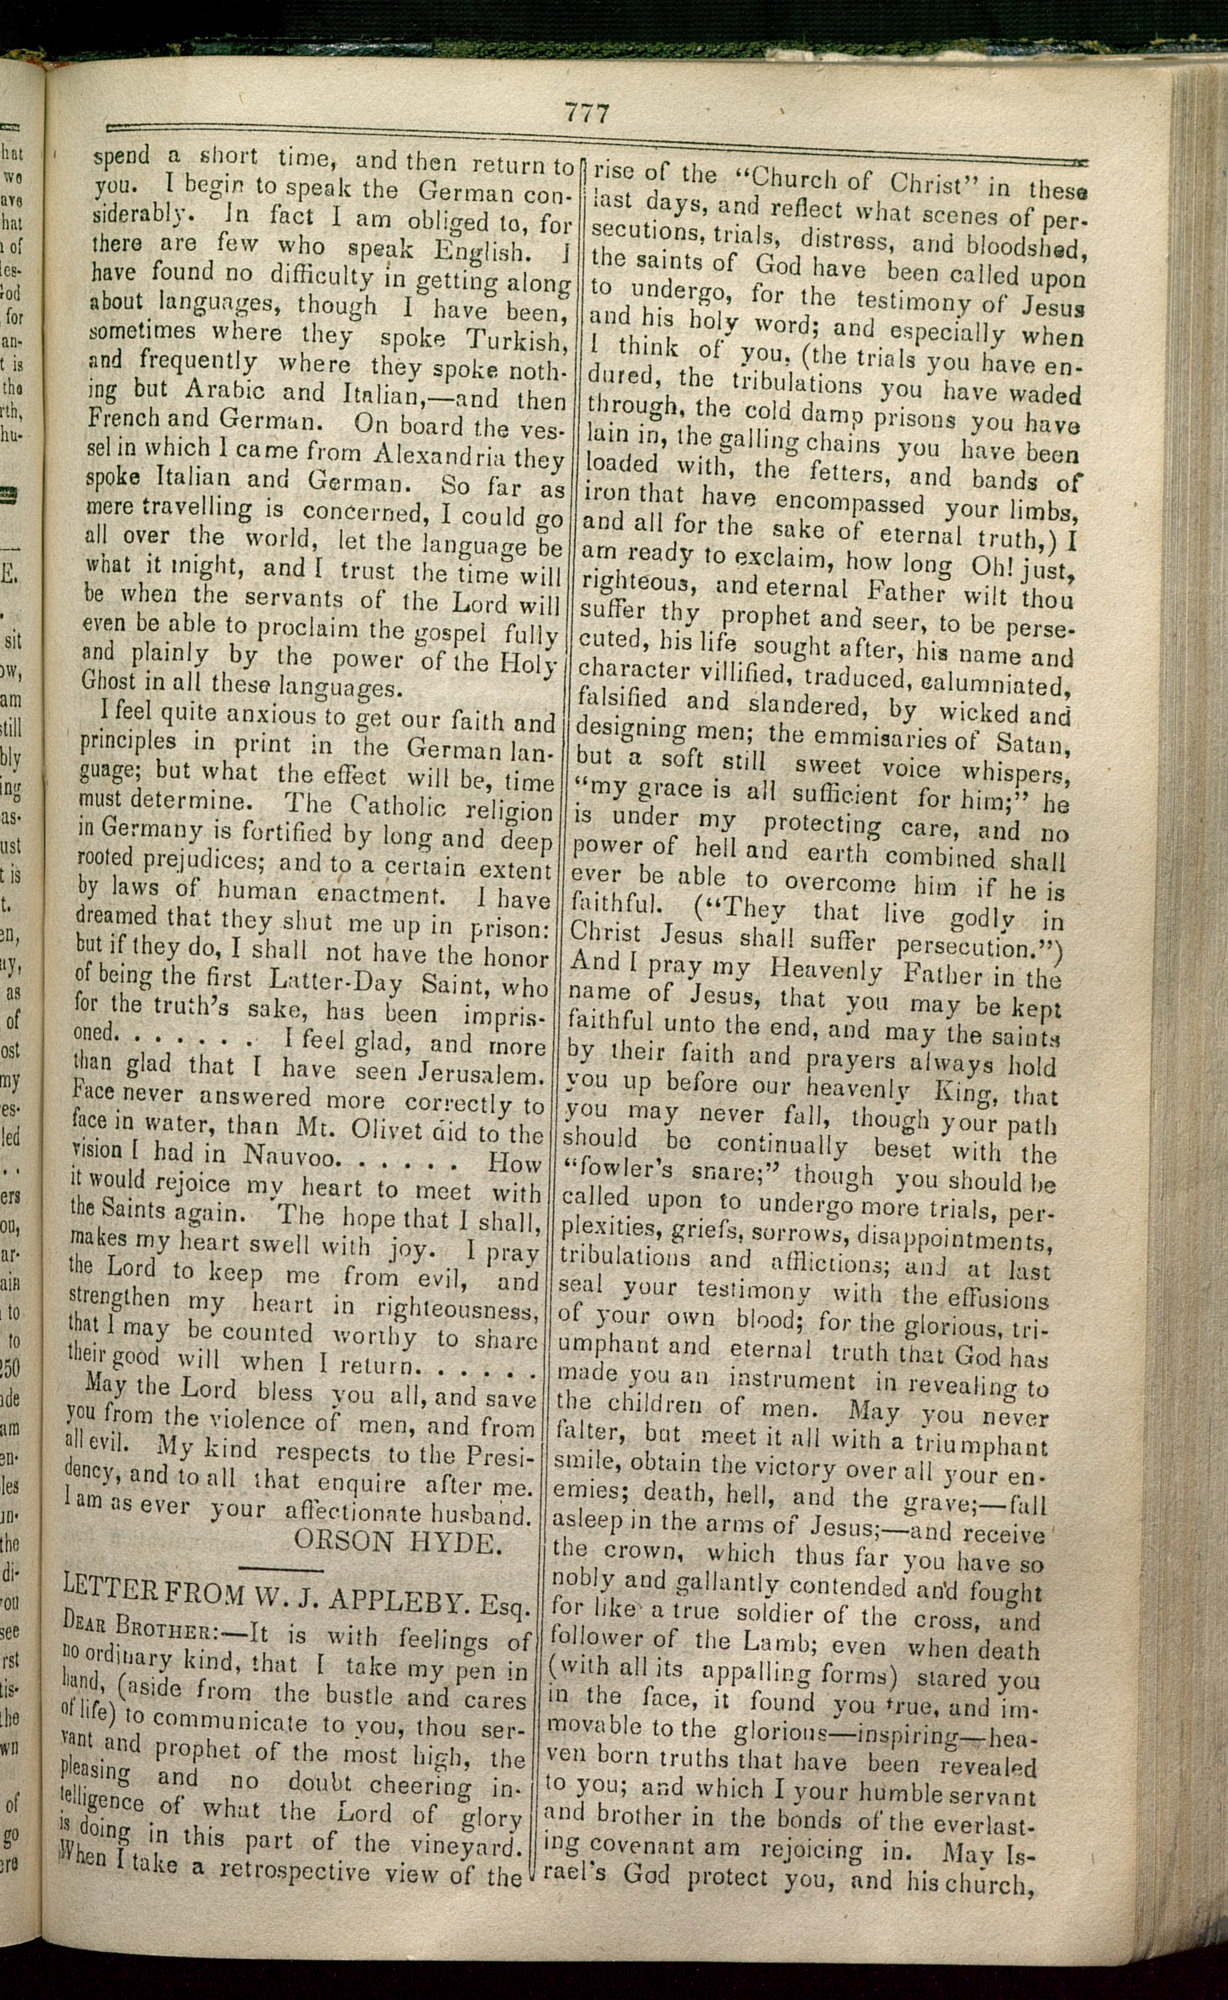 777
spend a short time, and then return to
you. I begin to speak the German con-
siderably. In fact I am obliged to, for
there are few who speak English. I
have found no difficulty in getting along
about languages, though I have been,
sometimes where they spoke Turkish,
and frequently where they spoke noth-
ing but Arabic and Italian,—and then
French and German. On board the ves-
sel in which I came from Alexandria they
spoke Italian and German. So far as
mere travelling is concerned, I could go
all over the world, let the language be
what it might, and I trust the time will
be when the servants of the Lord will
even be able to proclaim the gospel fully
and plainly by the power of the Holy
Ghost in all these languages.
I feel quite anxious to get our faith and
principles in print in the German lan-
guage; but what the effect will be, time
must determine. The Catholic religion
in Germany is fortified by long and deep
rooted prejudices; and to a certain extent
by laws of human enactment. I have
dreamed that they shut me up in prison:
but if they do, I shall not have the honor
of being the first Latter-Day Saint, who
for the truth's sake, has been impris-
oned. . . . . . . I feel glad, and more
than glad that I have seen Jerusalem.
Face never answered more correctly to
face in water, than Mt. Olivet did to the
vision I had in Nauvoo. . . . . . How
it would rejoice my heart to meet with
the Saints again. The hope that I shall,
makes my heart swell with joy. I pray
the Lord to keep me from evil, and
strengthen my heart in righteousness,
that I may be counted worthy to share
their good will when I return. . . . . .
May the Lord bless you all, and save
you from the violence of men, and from
all evil. My kind respects to the Presi-
dency, and to all that enquire after me.
I am as ever your affectionate husband.
ORSON HYDE.
LETTER FROM W. J. APPLEBY. Esq.
DEAR BROTHER:—It is with feelings of
no ordinary kind, that I take my pen in
hand, (aside from the bustle and cares
of life) to communicate to you, thou ser-
vant and prophet of the most high, the
pleasing and no doubt cheering in-
telligence of what the Lord of glory
is doing in this part of the vineyard.
When I take a retrospective view of the
rise of the "Church of Christ" in these
last days, and reflect what scenes of per-
secutions, trials, distress, and bloodshed,
the saints of God have been called upon
to undergo, for the testimony of Jesus
and his holy word; and especially when
I think of you, (the trials you have en-
dured, the tribulations you have waded
through, the cold damp prisons you have
lain in, the galling chains you have been
loaded with, the fetters, and bands of
iron that have encompassed your limbs,
and all for the sake of eternal truth,) I
am ready to exclaim, how long Oh! just,
righteous, and eternal Father wilt thou
suffer thy prophet and seer, to be perse-
cuted, his life sought after, his name and
character villified, traduced, calumniated,
falsified and slandered, by wicked and
designing men; the emmisaries of Satan,
but a soft still sweet voice whispers,
"my grace is all sufficient for him;" he
is under my protecting care, and no
power of hell and earth combined shall
ever be able to overcome him if he is
faithful. ("They that live godly in
Christ Jesus shall suffer persecution.")
And I pray my Heavenly Father in the
name of Jesus, that you may be kept
faithful unto the end, and may the saints
by their faith and prayers always hold
you up before our heavenly King, that
you may never fall, though your path
should be continually beset with the
"fowler's snare;" though you should be
called upon to undergo more trials, per-
plexities, griefs, sorrows, disappointments,
tribulations and afflictions; and at last
seal your testimony with the effusions
of your own blood; for the glorious, tri-
umphant and eternal truth that God has
made you an instrument in revealing to
the children of men. May you never
falter, but meet it all with a triumphant
smile, obtain the victory over all your en-
emies; death, hell, and the grave;—fall
asleep in the arms of Jesus;—and receive
the crown, which thus far you have so
nobly and gallantly contended and fought
for like a true soldier of the cross, and
follower of the Lamb; even when death
(with all its appalling forms) stared you
in the face, it found you true, and im-
movable to the glorious—inspiring—hea-
ven born truths that have been revealed
to you; and which I your humble servant
and brother in the bonds of the everlast-
ing covenant am rejoicing in. May Is-
rael's God protect you, and his church,